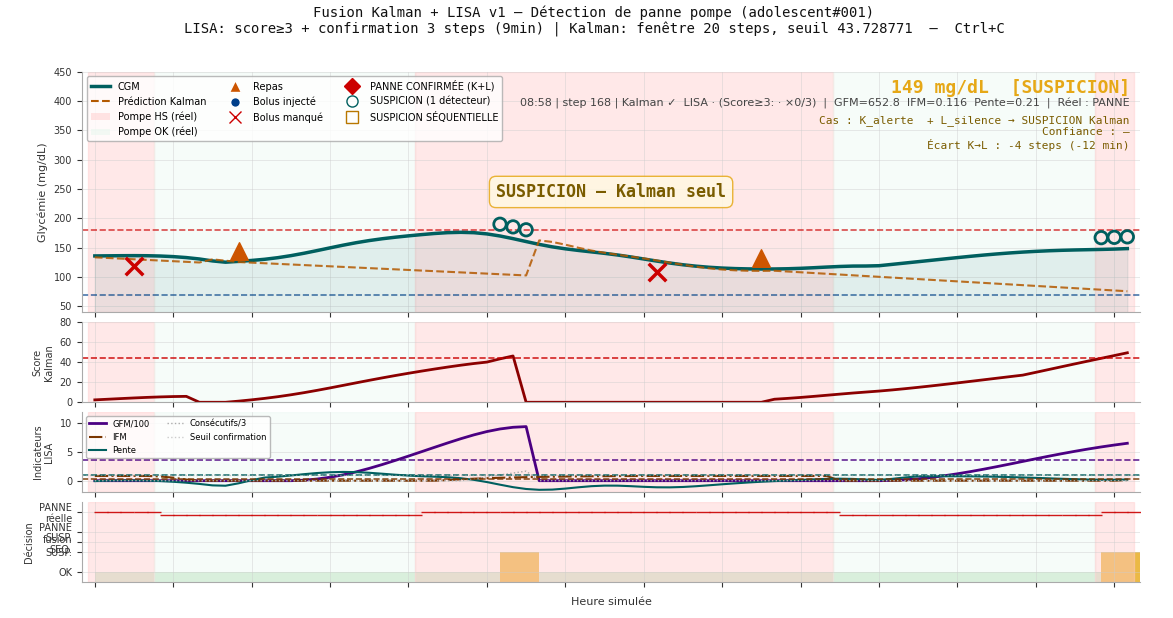 Fusion Kalman + LISA v1 — Détection de panne pompe (adolescent#001)
LISA: score≥3 + confirmation 3 steps (9min) | Kalman: fenêtre 20 steps, seuil 43.728771 — Ctrl+C
149 mg/dL [SUSPICION]
08:58 | step 168 | Kalman ✓ LISA · (Score≥3: · ×0/3) | GFM=652.8 IFM=0.116 Pente=0.21 | Réel : PANNE
Cas : K_alerte + L_silence → SUSPICION Kalman
Confiance : —
Écart K→L : -4 steps (-12 min)
CGM
Prédiction Kalman
Pompe HS (réel)
Pompe OK (réel)
Repas
Bolus injecté
Bolus manqué
PANNE CONFIRMÉE (K+L)
SUSPICION (1 détecteur)
SUSPICION SÉQUENTIELLE
SUSPICION — Kalman seul
Glycémie (mg/dL)
450
400
350
300
250
200
150
100
50
Score
Kalman
80
60
40
20
0
Indicateurs
LISA
10
5
0
GFM/100
IFM
Pente
Consécutifs/3
Seuil confirmation
Décision
PANNE
réelle
PANNE
fusion
SUSP.
SEQ.
SUSP.
OK
Heure simulée